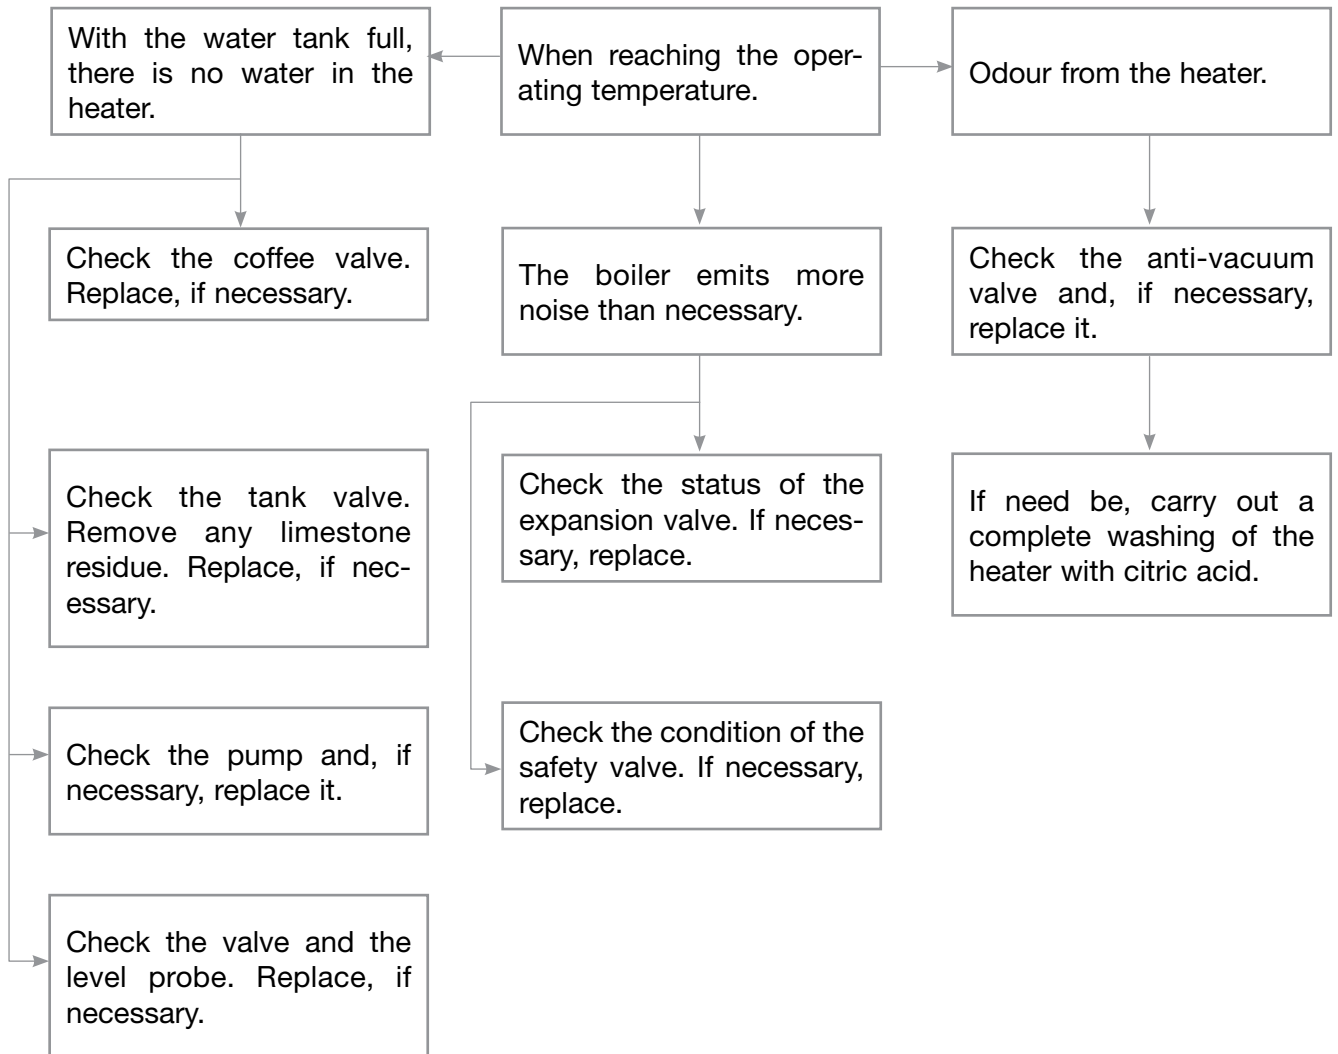 With the water tank full,
there is no water in the
heater.
When reaching the oper-
ating temperature.
Odour from the heater.
Check the coffee valve.
Replace, if necessary.
The boiler emits more
noise than necessary.
Check the anti-vacuum
valve and, if necessary,
replace it.
Check the tank valve.
Remove any limestone
residue. Replace, if nec-
essary.
Check the status of the
expansion valve. If neces-
sary, replace.
If need be, carry out a
complete washing of the
heater with citric acid.
Check the pump and, if
necessary, replace it.
Check the condition of the
safety valve. If necessary,
replace.
Check the valve and the
level probe. Replace, if
necessary.